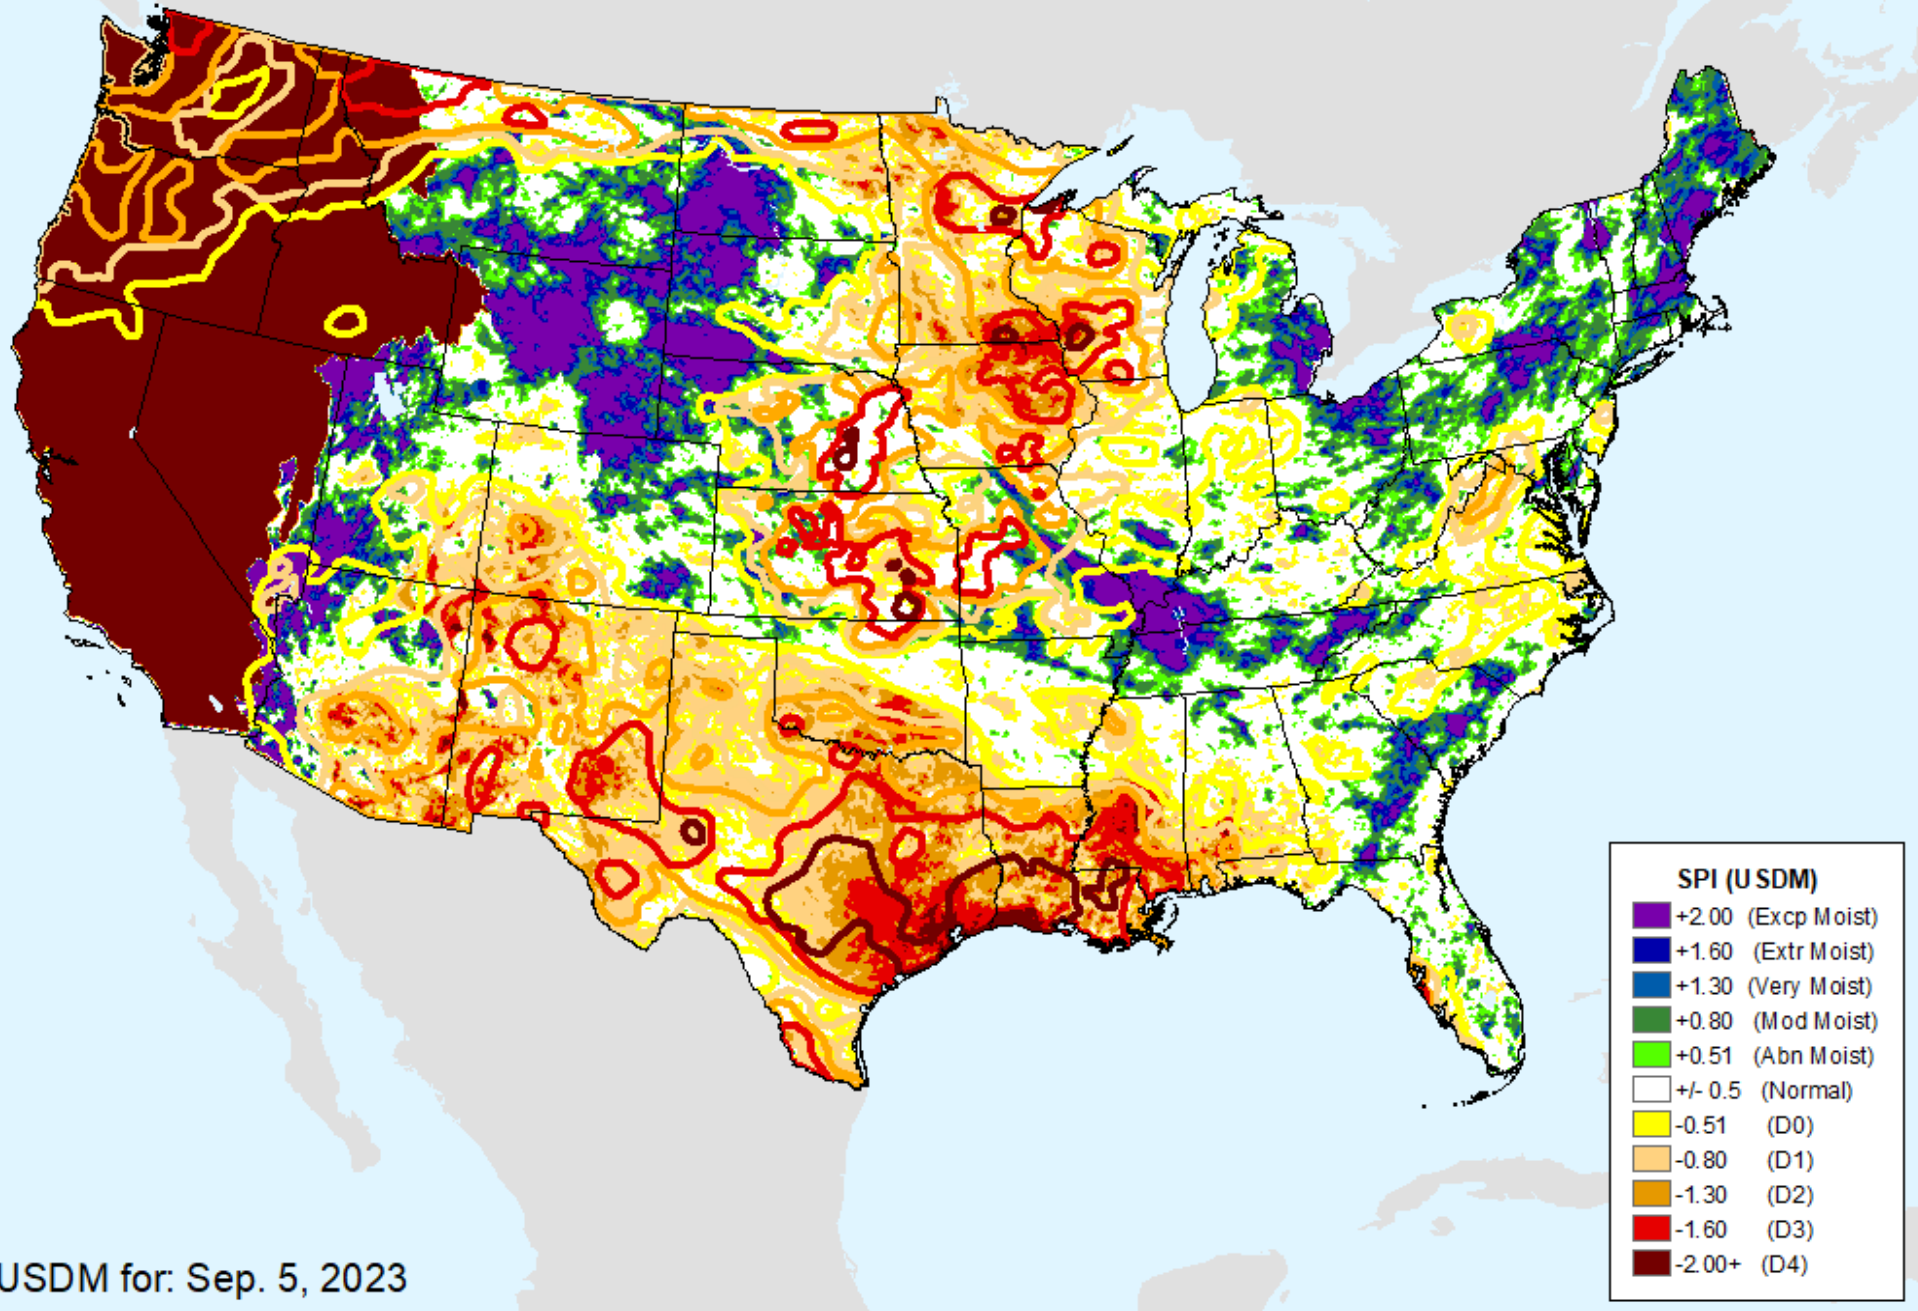 SPI (USDM)
+2.00 (Excp Moist)
+1.60 (Extr Moist)
+1.30 (Very Moist)
+0.80 (Mod Moist)
+0.51 (Abn Moist)
+/- 0.5 (Normal)
-0.51 (D0)
-0.80 (D1)
-1.30 (D2)
-1.60 (D3)
-2.00+ (D4)
USDM for: Sep. 5, 2023